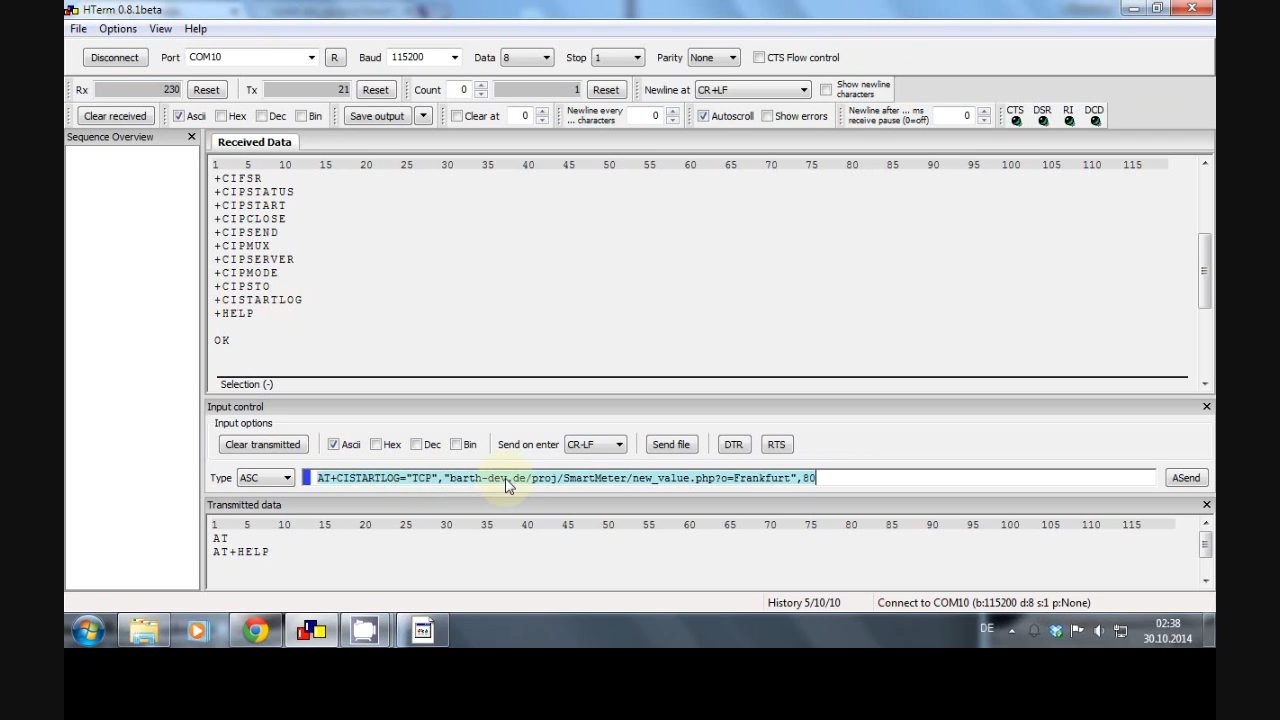 HTerm 0.8.1beta
File Options View Help
Disconnect Port COM10 R Baud 115200 Data 8 Stop 1 Parity None CTS Flow control
Rx 230 Reset Tx 21 Reset Count 0 1 Reset Newline at CR+LF Show newline characters
Clear received Ascii Hex Dec Bin Save output Clear at 0 Newline every ... characters 0 Autoscroll Show errors Newline after ... ms receive pause (0=off) 0 CTS DSR RI DCD
Sequence Overview
Received Data
1 5 10 15 20 25 30 35 40 45 50 55 60 65 70 75 80 85 90 95 100 105 110 115
+CIFSR
+CIPSTATUS
+CIPSTART
+CIPCLOSE
+CIPSEND
+CIPMUX
+CIPSERVER
+CIPMODE
+CIPSTO
+CISTARTLOG
+HELP
OK
Selection (-)
Input control
Input options
Clear transmitted Ascii Hex Dec Bin Send on enter CR-LF Send file DTR RTS
Type ASC AT+CISTARTLOG="TCP","barth-dev.de/proj/SmartMeter/new_value.php?o=Frankfurt",80 ASend
Transmitted data
1 5 10 15 20 25 30 35 40 45 50 55 60 65 70 75 80 85 90 95 100 105 110 115
AT
AT+HELP
History 5/10/10 Connect to COM10 (b:115200 d:8 s:1 p:None)
DE 02:38
30.10.2014